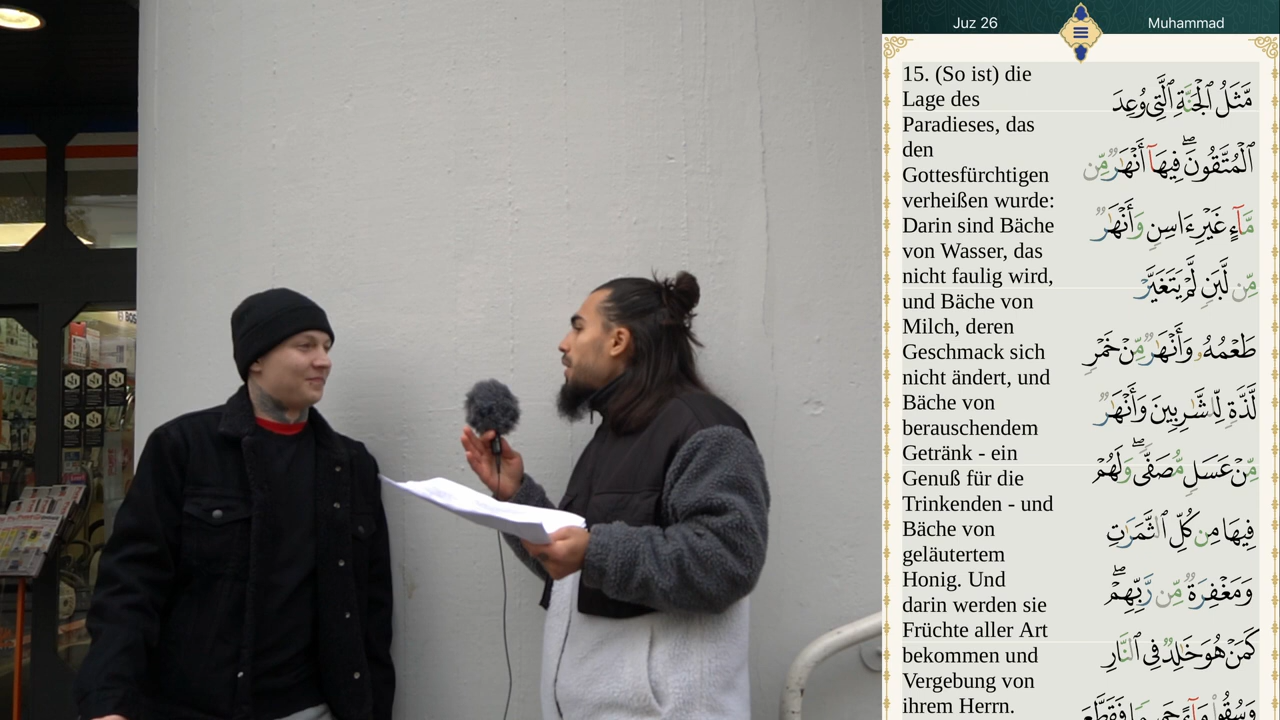 Juz 26
Muhammad
15. (So ist) die
Lage des
Paradieses, das
den
Gottesfürchtigen
verheißen wurde:
Darin sind Bäche
von Wasser, das
nicht faulig wird,
und Bäche von
Milch, deren
Geschmack sich
nicht ändert, und
Bäche von
berauschendem
Getränk - ein
Genuß für die
Trinkenden - und
Bäche von
geläutertem
Honig. Und
darin werden sie
Früchte aller Art
bekommen und
Vergebung von
ihrem Herrn.
مَّثَلُ ٱلْجَنَّةِ ٱلَّتِى وُعِدَ
ٱلْمُتَّقُونَ ۖ فِيهَآ أَنْهَـٰرٌ مِّن
مَّآءٍ غَيْرِ ءَاسِنٍ وَأَنْهَـٰرٌ
مِّن لَّبَنٍ لَّمْ يَتَغَيَّرْ
طَعْمُهُۥ وَأَنْهَـٰرٌ مِّنْ خَمْرٍ
لَّذَّةٍ لِّلشَّـٰرِبِينَ وَأَنْهَـٰرٌ
مِّنْ عَسَلٍ مُّصَفًّى ۖ وَلَهُمْ
فِيهَا مِن كُلِّ ٱلثَّمَرَٰتِ
وَمَغْفِرَةٌ مِّن رَّبِّهِمْ ۖ
كَمَنْ هُوَ خَـٰلِدٌ فِى ٱلنَّارِ